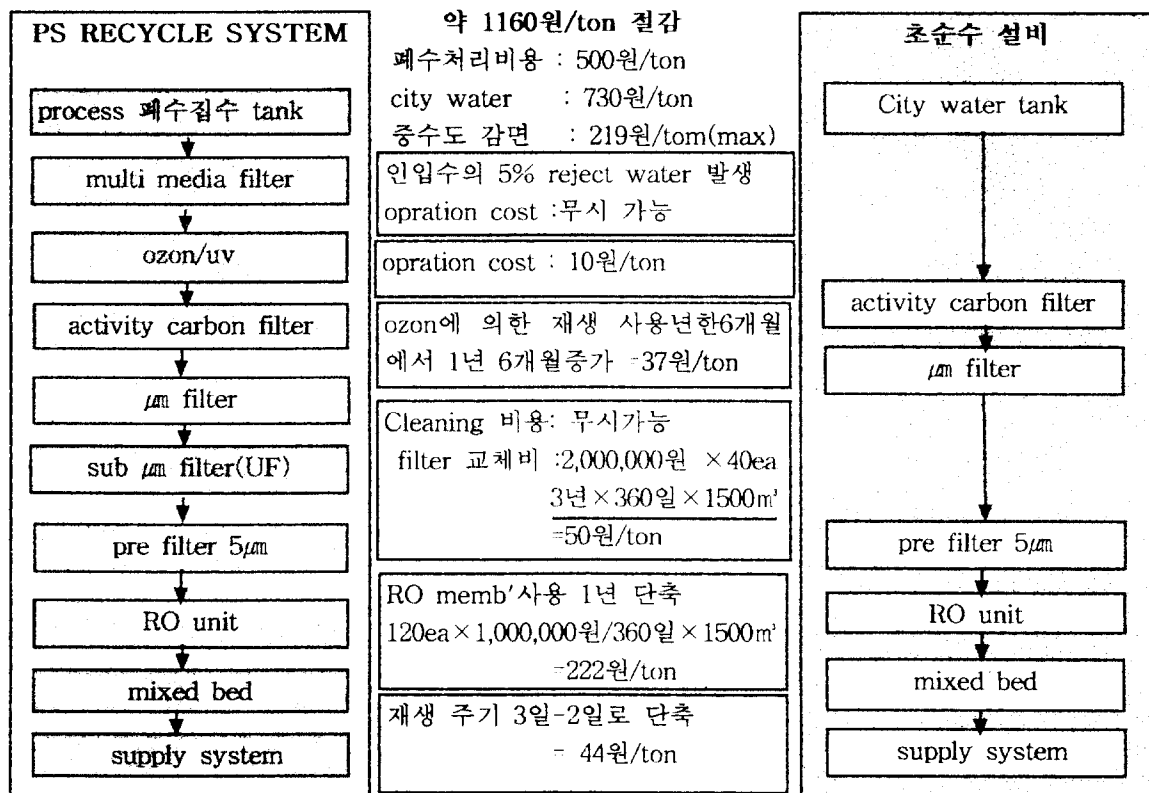 PS RECYCLE SYSTEM
process 폐수집수 tank
multi media filter
ozon/uv
activity carbon filter
㎛ filter
sub ㎛ filter(UF)
pre filter 5㎛
RO unit
mixed bed
supply system
약 1160원/ton 절감
폐수처리비용 : 500원/ton
city water : 730원/ton
중수도 감면 : 219원/tom(max)
인입수의 5% reject water 발생
opration cost :무시 가능
opration cost : 10원/ton
ozon에 의한 재생 사용년한6개월
에서 1년 6개월증가 =37원/ton
Cleaning 비용: 무시가능
filter 교체비 :2,000,000원 ×40ea
3년×360일×1500㎥
=50원/ton
RO memb'사용 1년 단축
120ea×1,000,000원/360일×1500㎥
=222원/ton
재생 주기 3일-2일로 단축
= 44원/ton
초순수 설비
City water tank
activity carbon filter
㎛ filter
pre filter 5㎛
RO unit
mixed bed
supply system